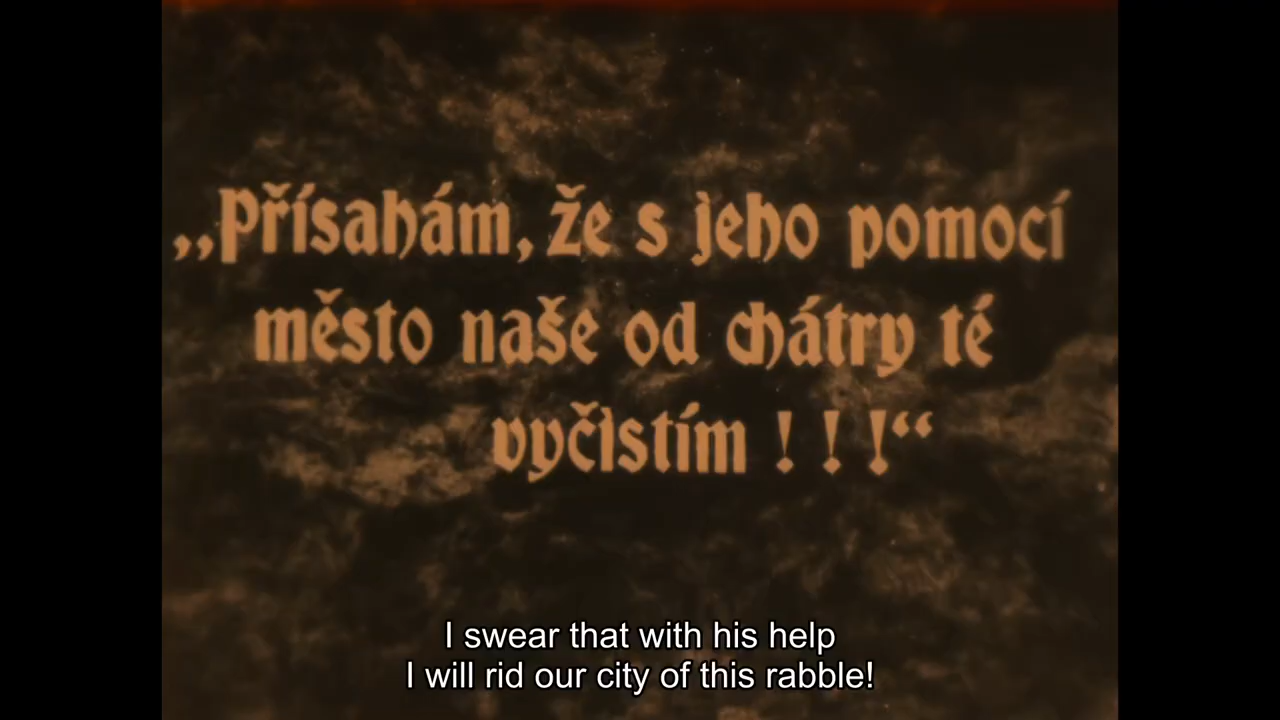 „Přísahám, že s jeho pomocí
město naše od chátry té
vyčistím ! ! !“
I swear that with his help
I will rid our city of this rabble!